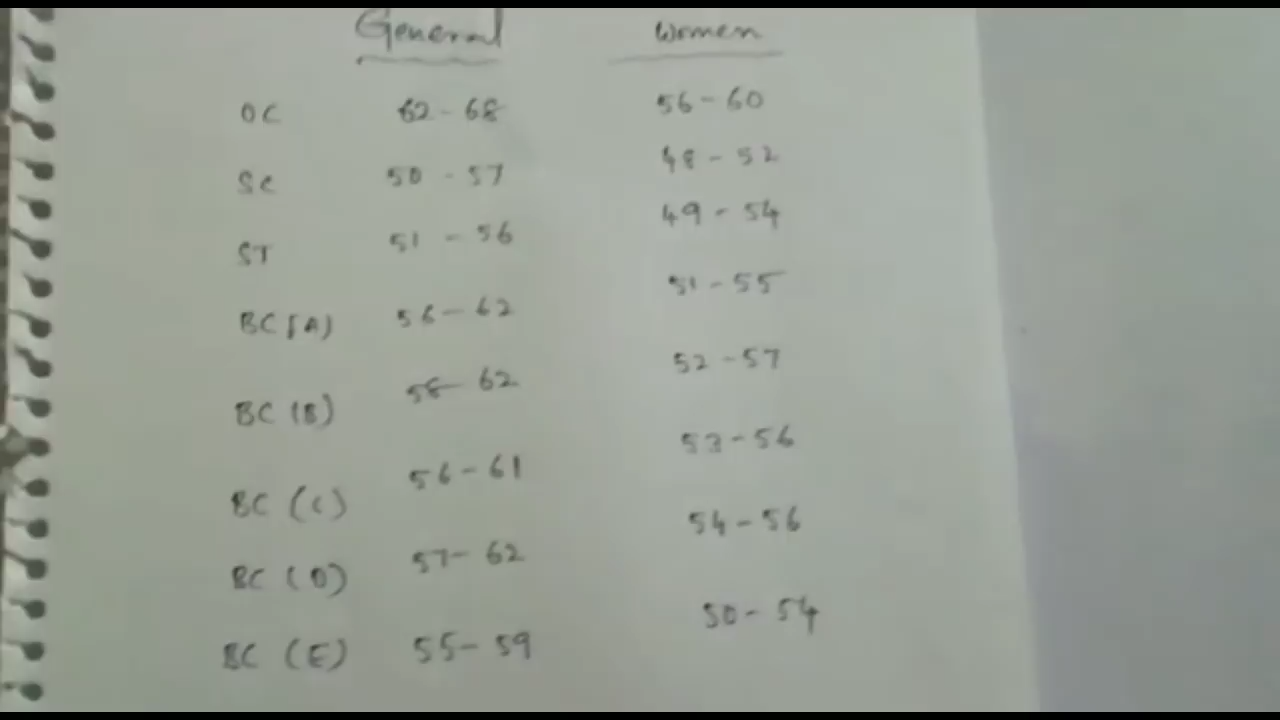 General Women
OC 62-68 56-60
SC 50-57 48-52
ST 51-56 49-54
BC(A) 56-62 51-55
BC(B) 58-62 52-57
BC(C) 56-61 53-56
BC(D) 57-62 54-56
BC(E) 55-59 50-54